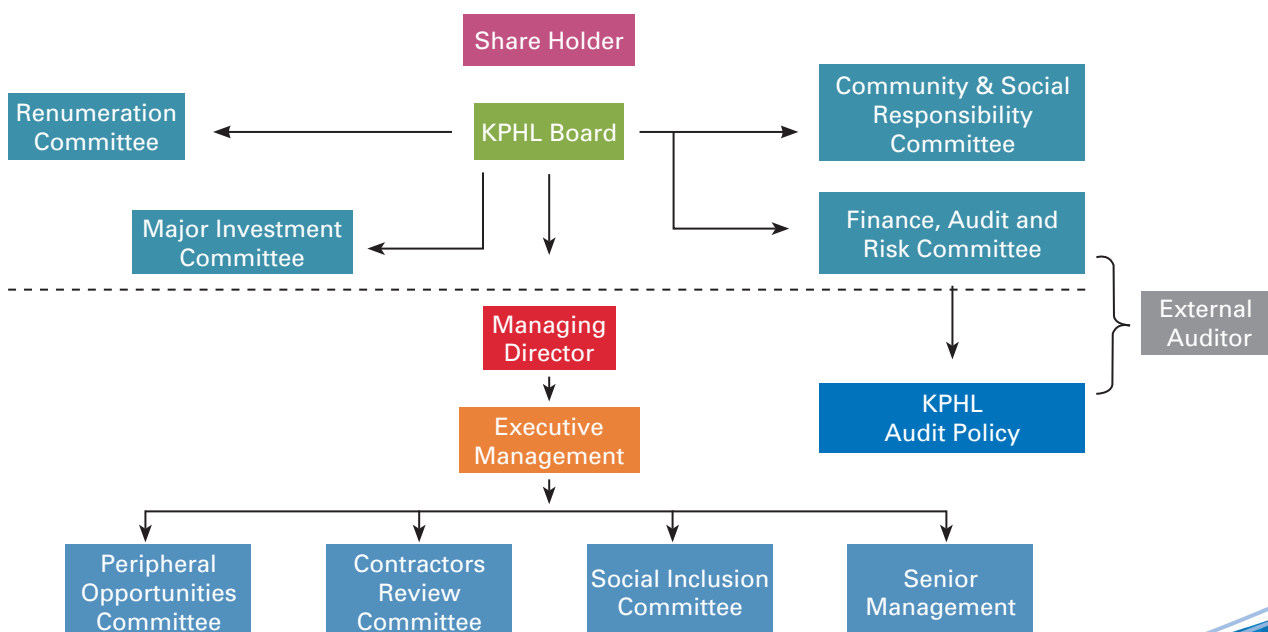 Share Holder
Renumeration
Committee
KPHL Board
Community & Social
Responsibility
Committee
Major Investment
Committee
Finance, Audit and
Risk Committee
Managing
Director
External
Auditor
Executive
Management
KPHL
Audit Policy
Peripheral
Opportunities
Committee
Contractors
Review
Committee
Social Inclusion
Committee
Senior
Management